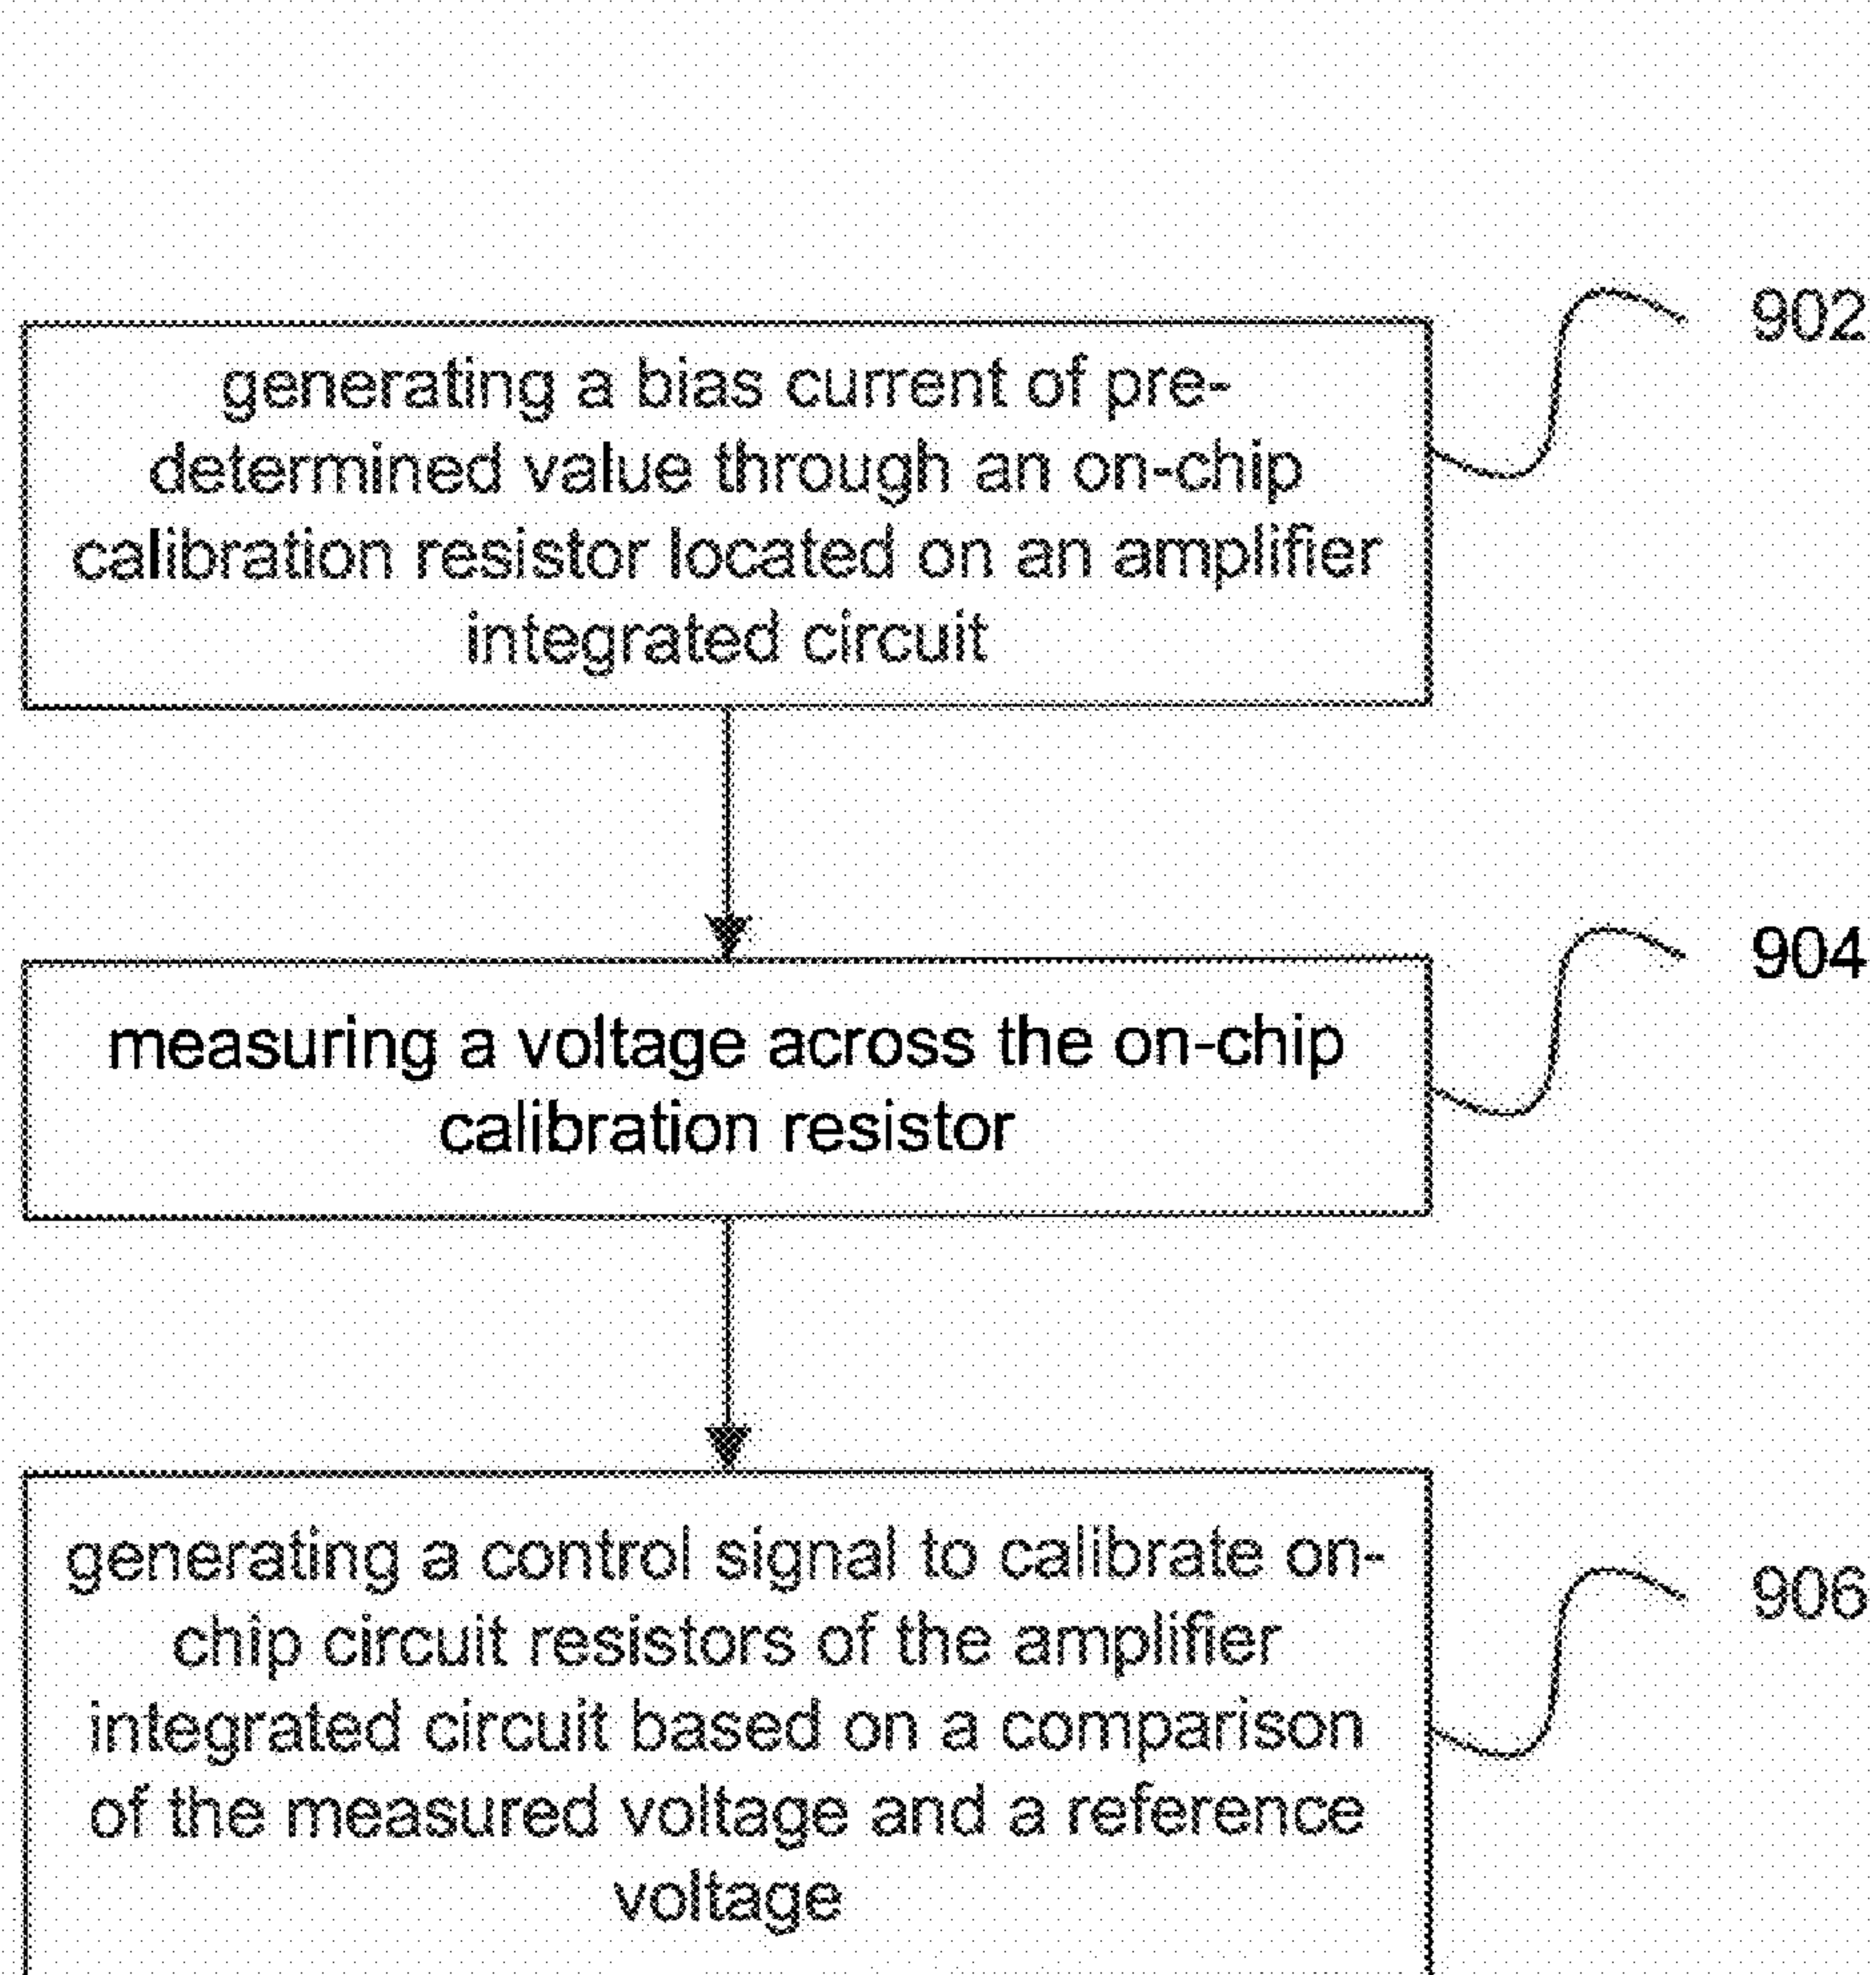 902
generating a bias current of pre-
determined value through an on-chip
calibration resistor located on an amplifier
integrated circuit
904
measuring a voltage across the on-chip
calibration resistor
906
generating a control signal to calibrate on-
chip circuit resistors of the amplifier
integrated circuit based on a comparison
of the measured voltage and a reference
voltage